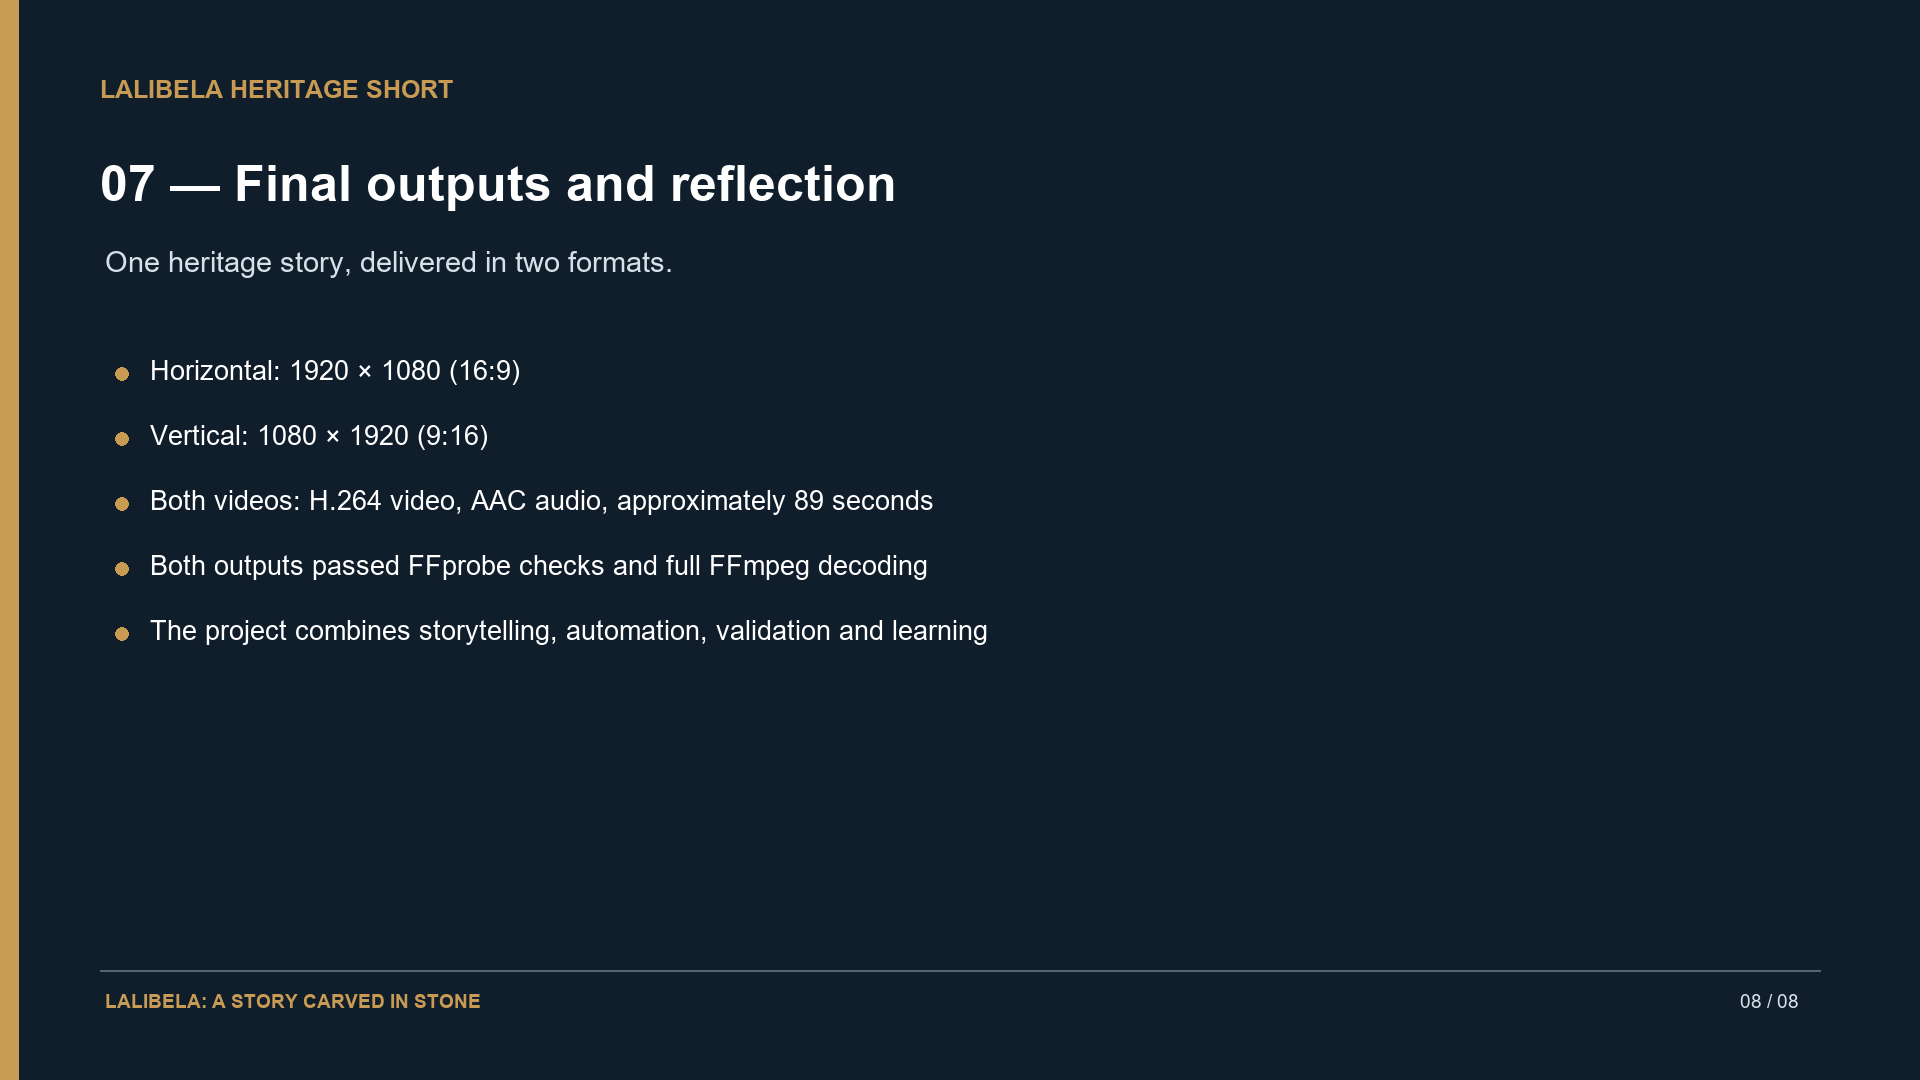 LALIBELA HERITAGE SHORT
07 — Final outputs and reflection
One heritage story, delivered in two formats.
Horizontal: 1920 × 1080 (16:9)
Vertical: 1080 × 1920 (9:16)
Both videos: H.264 video, AAC audio, approximately 89 seconds
Both outputs passed FFprobe checks and full FFmpeg decoding
The project combines storytelling, automation, validation and learning
LALIBELA: A STORY CARVED IN STONE
08 / 08